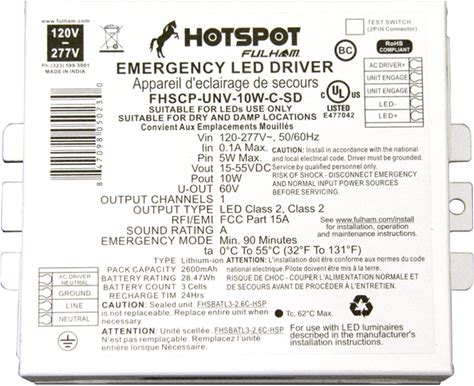 www.fulham.com
120V
–
277V
PH (323) 599-5001
MADE IN INDIA
HOTSPOT
FULHAM
BC
TEST SWITCH
(2PIN Connector)
RoHS
COMPLIANT
EMERGENCY LED DRIVER
Appareil d'eclairage de secours
FHSCP-UNV-10W-C-SD
SUITABLE FOR LEDs USE ONLY
SUITABLE FOR DRY AND DAMP LOCATIONS
Convient Aux Emplacements Mouillés
C UL US
LISTED
E477042
AC DRIVER+
UNIT ENGAGE
UNIT ENGAGE
LED-
LED+
Vin 120-277V~, 50/60Hz
Iin 0.1A Max.
Pin 5W Max.
Vout 15-55VDC
Pout 10W
U-OUT 60V
OUTPUT CHANNELS 1
OUTPUT TYPE LED Class 2, Class 2
RFI/EMI FCC Part 15A
SOUND RATING A
EMERGENCY MODE Min. 90 Minutes
ta 0°C To 55°C (32°F To 131°F)
CAUTION: Install in accordance with the national
and local electrical code. Driver must be grounded.
Service by qualified personnel only.
RISK OF SHOCK - DISCONNECT EMERGENCY
AND NORMAL INPUT POWER SOURCES
BEFORE SERVICING.
See www.fulham.com/install
for installation, operation
and maintenance
instructions.
TYPE Lithium-ion
PACK CAPACITY 2600mAh
BATTERY RATING 28.47Wh
BATTERY COUNT 3 Cells
RECHARGE TIME 24Hrs
ATTENTION: L'installation doit être conforme aux codes
national electrique. Pilote doivent être mis à la terre.
RISQUE DE CHOC - COUPER L'ALIMENTATION NORMALE ET
DE SECOURS AVANT DE PROCÉDER À L'ENTRETIEN.
AC DRIVER
NEUTRAL
GROUND
LINE
NEUTRAL
CAUTION: Sealed unit. FHSBATL3-2.6C-HSP
is not replaceable. Replace entire unit when
necessary.
ATTENTION: Unité scellée. FHSBATL3-2.6C-HSP
n'est pas remplaçable. Remplacer l'unité entière
si nécessaire.
Tc, 62°C Max.
For use with LED luminaires
described in the manufacturer's
installation instructions.